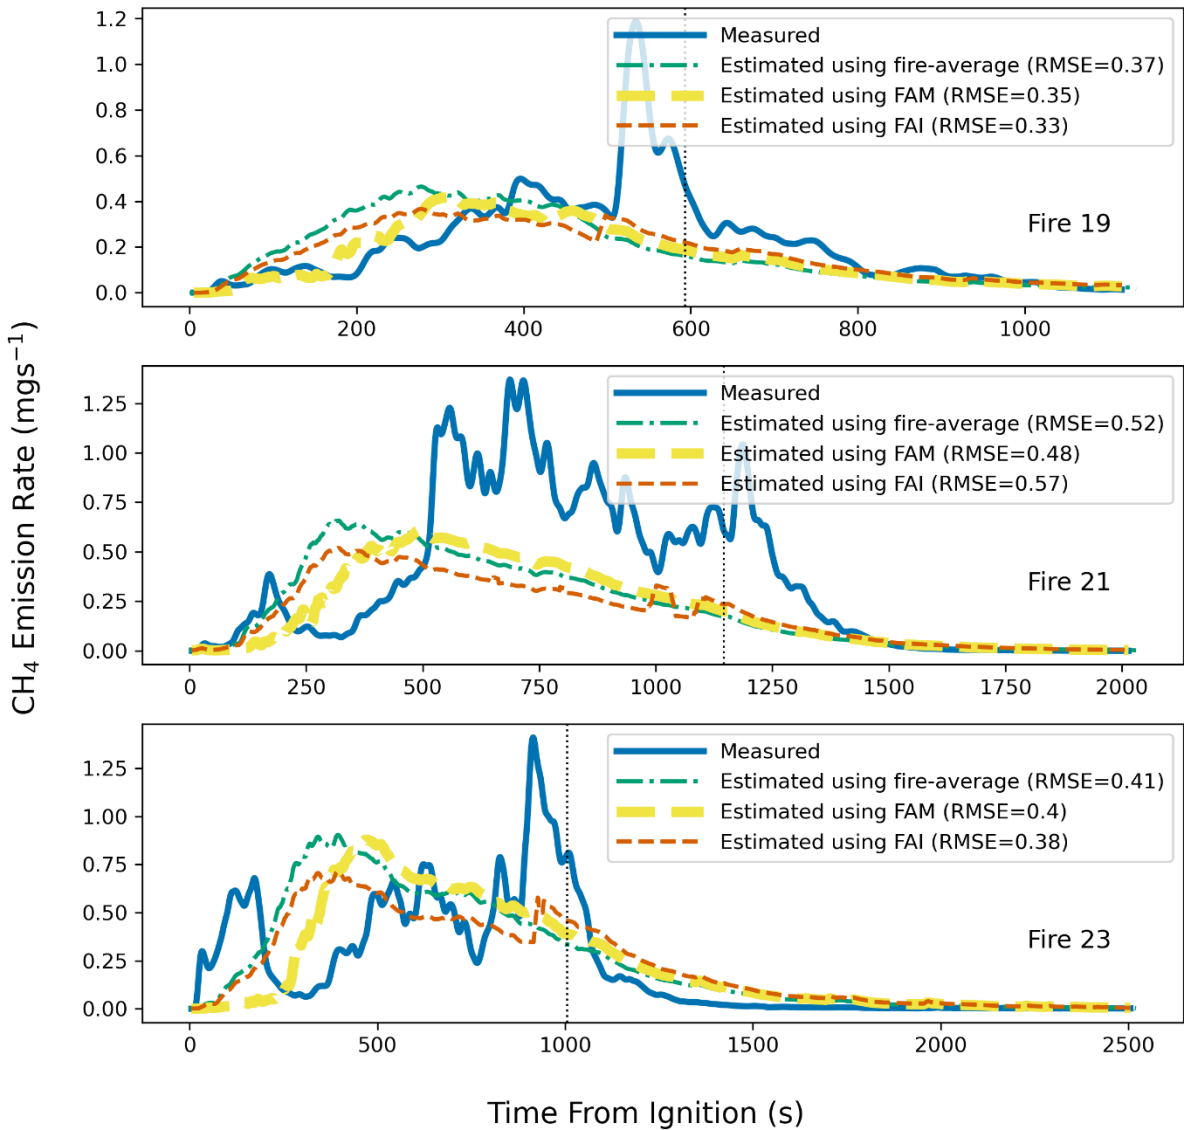 CH₄ Emission Rate (mgs⁻¹)
1.2
1.0
0.8
0.6
0.4
0.2
0.0
Measured
Estimated using fire-average (RMSE=0.37)
Estimated using FAM (RMSE=0.35)
Estimated using FAI (RMSE=0.33)
Fire 19
0 200 400 600 800 1000
1.25
1.00
0.75
0.50
0.25
0.00
Measured
Estimated using fire-average (RMSE=0.52)
Estimated using FAM (RMSE=0.48)
Estimated using FAI (RMSE=0.57)
Fire 21
0 250 500 750 1000 1250 1500 1750 2000
1.25
1.00
0.75
0.50
0.25
0.00
Measured
Estimated using fire-average (RMSE=0.41)
Estimated using FAM (RMSE=0.4)
Estimated using FAI (RMSE=0.38)
Fire 23
0 500 1000 1500 2000 2500
Time From Ignition (s)